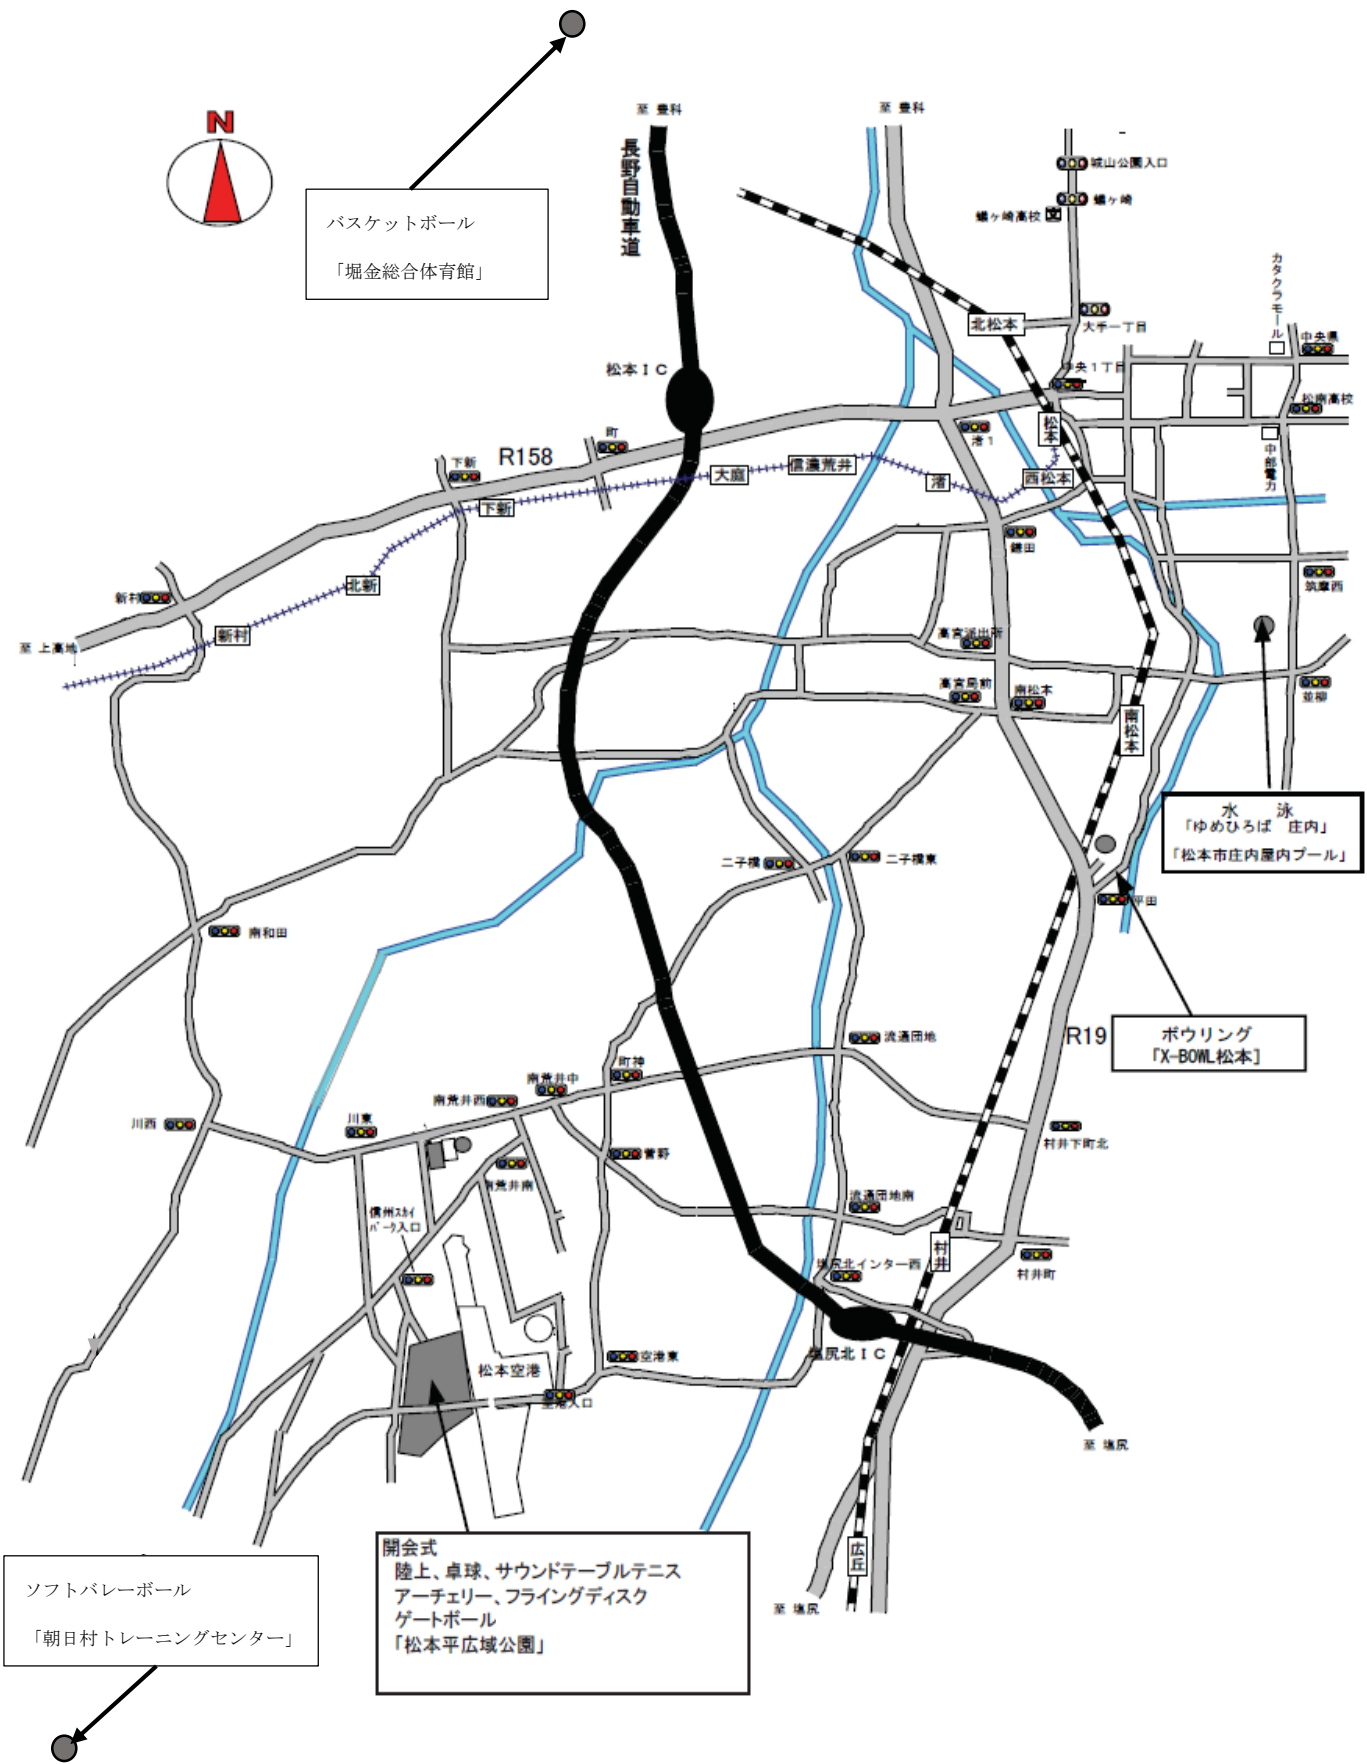 N
至 豊科
至 豊科
長野自動車道
城山公園入口
蟻ヶ崎
蟻ヶ崎高校
バスケットボール
「堀金総合体育館」
カタクラモール
北松本
大手一丁目
中央県
松本ＩＣ
中央１丁目
松南高校
松本
渚１
町
R158
下新
大庭
信濃荒井
渚
西松本
中部電力
下新
鎌田
北新
筑摩西
新村
新村
至 上高地
高宮派出所
高宮局前
南松本
並柳
南松本
水　泳
「ゆめひろば 庄内」
「松本市庄内屋内プール」
二子橋
二子橋東
平田
南和田
ボウリング
「X-BOWL松本］
R19
流通団地
町神
南荒井中
南荒井西
川西
川東
村井下町北
菅野
南荒井南
流通団地南
信州スカイ
パーク入口
村井
塩尻北インター西
村井町
塩尻北ＩＣ
空港東
松本空港
空港入口
至 塩尻
開会式
陸上、卓球、サウンドテーブルテニス
アーチェリー、フライングディスク
ゲートボール
「松本平広域公園」
広丘
至 塩尻
ソフトバレーボール
「朝日村トレーニングセンター」